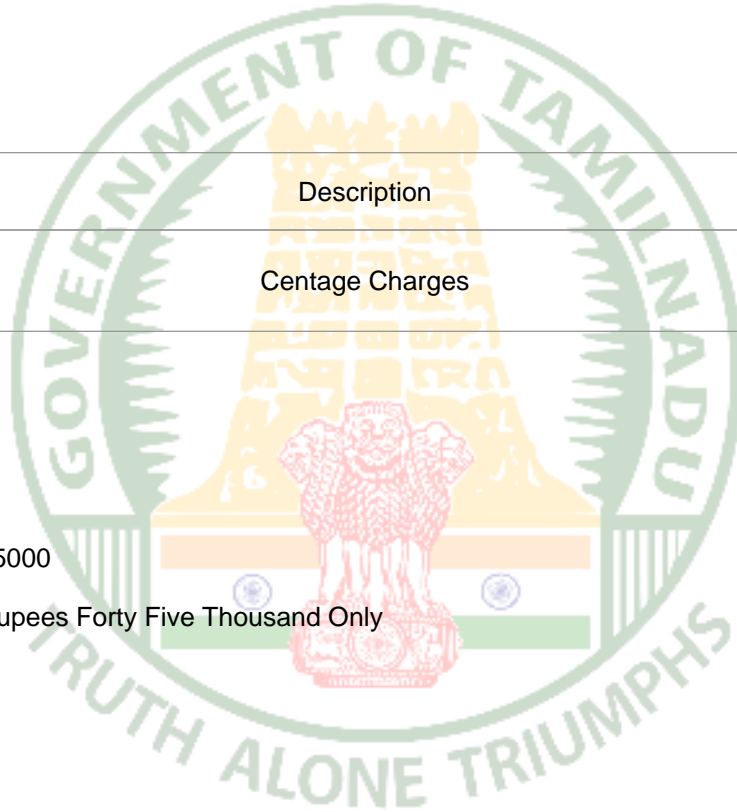 GOVERNMENT OF TAMILNADU
Description
Centage Charges
5000
upees Forty Five Thousand Only
TRUTH ALONE TRIUMPHS